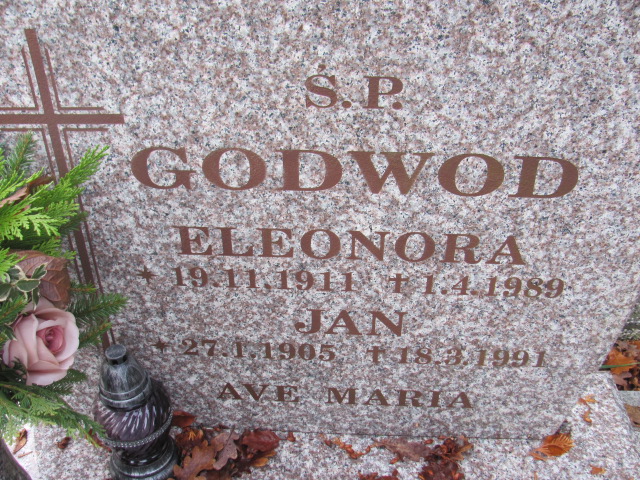 Ś.P.
GODWOD
ELEONORA
* 19.11.1911 † 1.4.1989
JAN
* 27.1.1905 † 18.3.1991
AVE MARIA